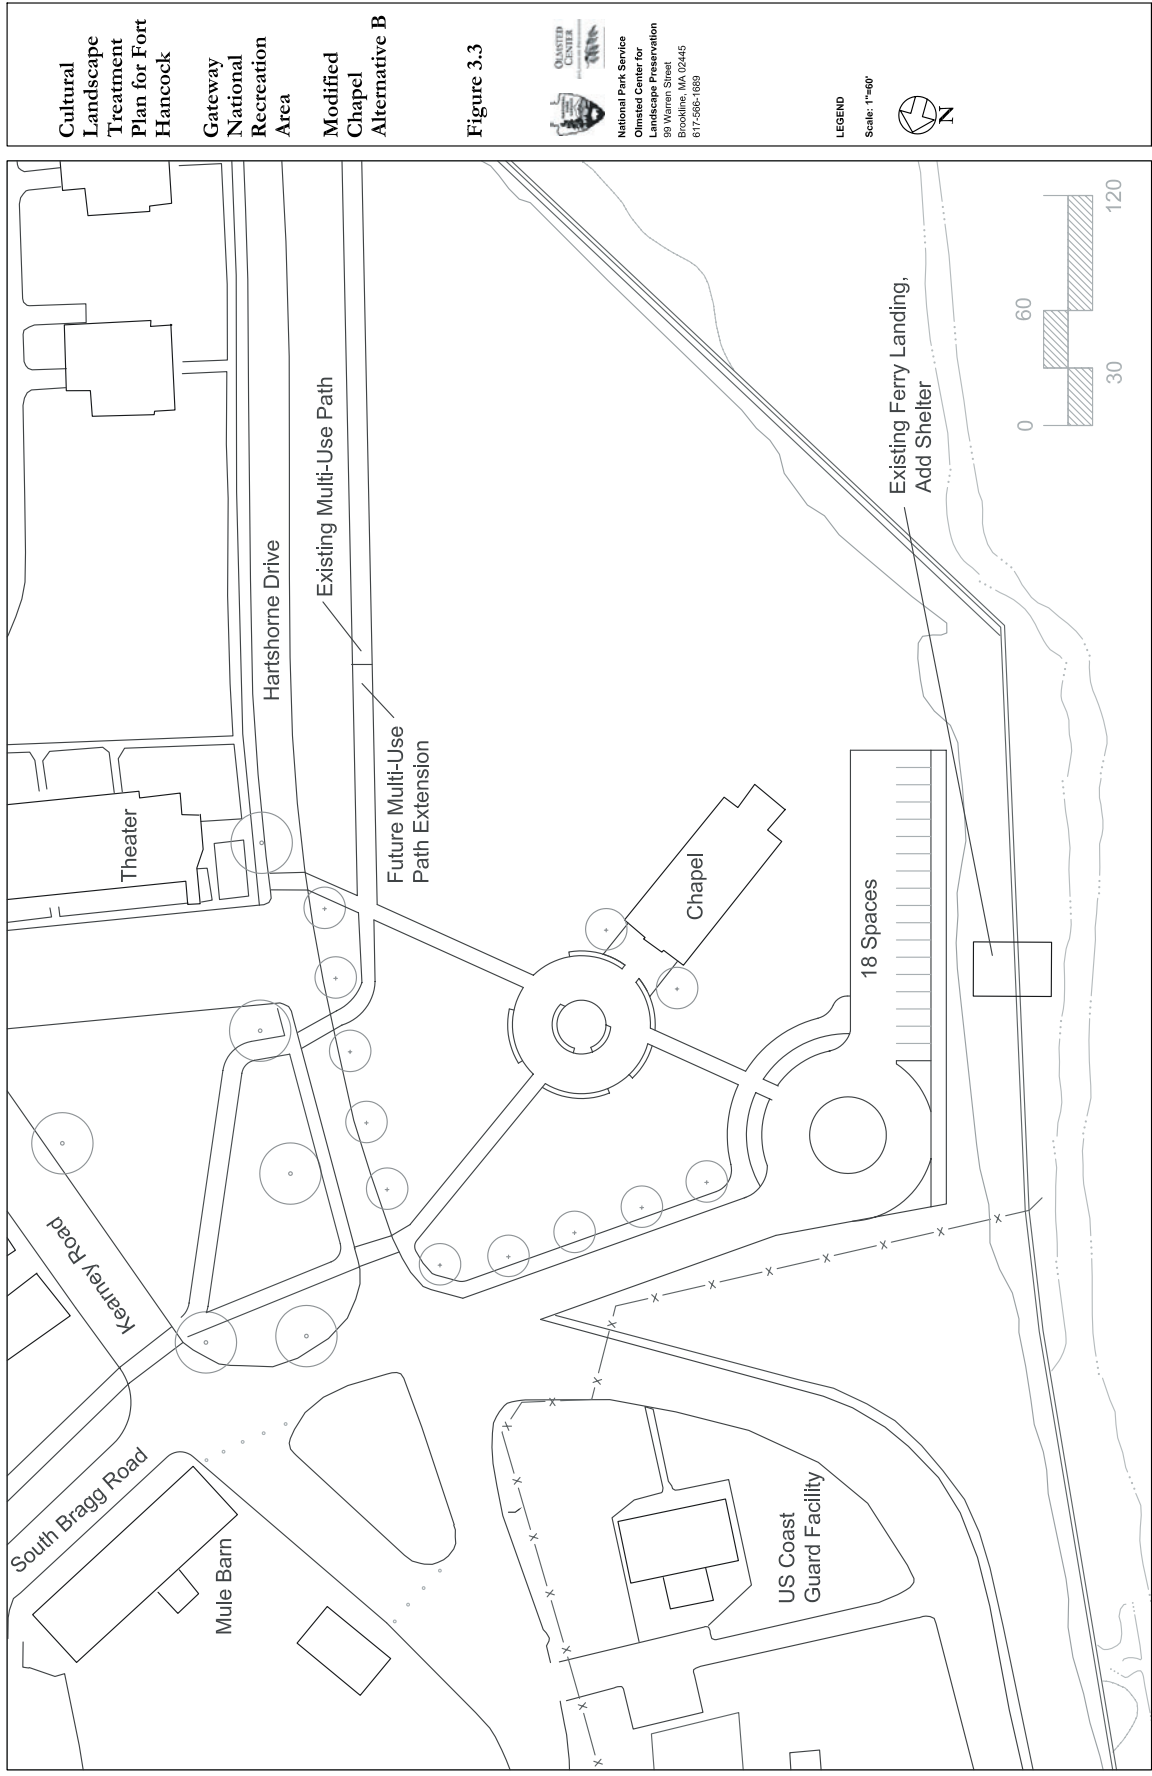 Cultural
Landscape
Treatment
Plan for Fort
Hancock
Gateway
National
Recreation
Area
Modified
Chapel
Alternative B
Figure 3.3
OLMSTED
CENTER
National Park Service
Olmsted Center for
Landscape Preservation
99 Warren Street
Brookline, MA 02445
617-566-1689
LEGEND
Scale: 1"=60'
N
Theater
Hartshorne Drive
Existing Multi-Use Path
Future Multi-Use
Path Extension
Chapel
18 Spaces
Existing Ferry Landing,
Add Shelter
0
30
60
120
Kearney Road
South Bragg Road
Mule Barn
US Coast
Guard Facility